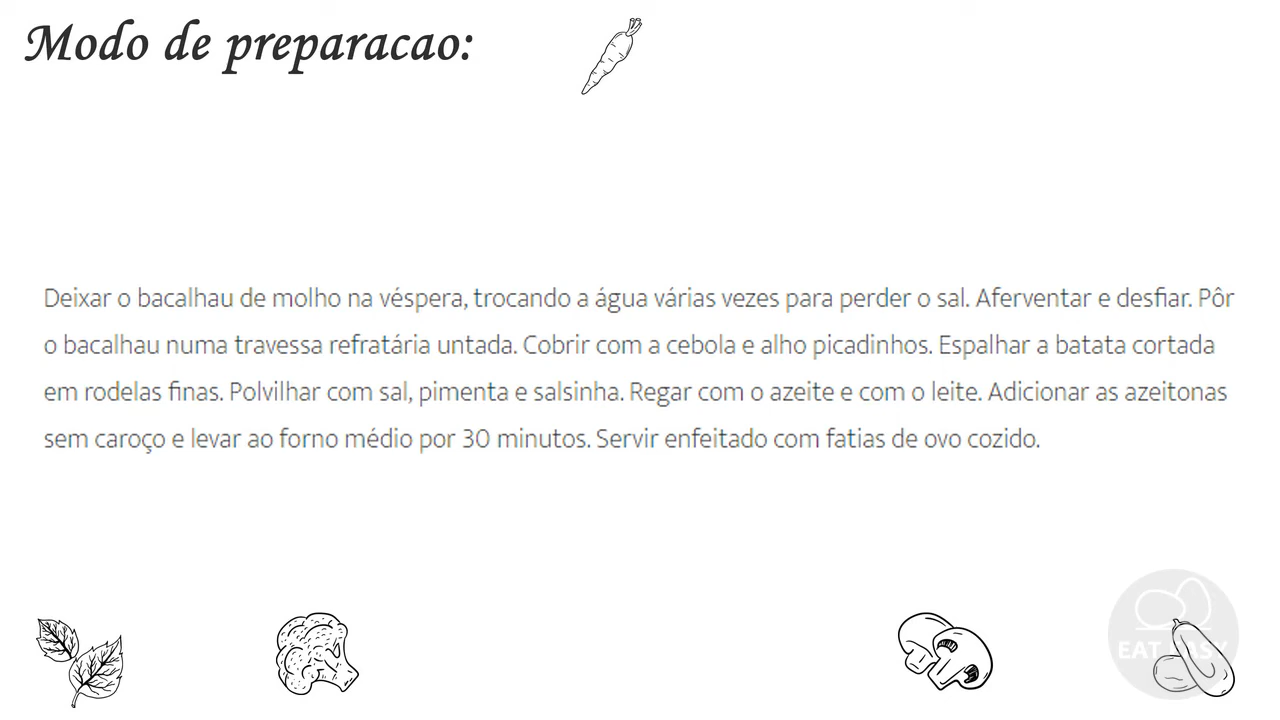 Modo de preparacao:
Deixar o bacalhau de molho na véspera, trocando a água várias vezes para perder o sal. Aferventar e desfiar. Pôr
o bacalhau numa travessa refratária untada. Cobrir com a cebola e alho picadinhos. Espalhar a batata cortada
em rodelas finas. Polvilhar com sal, pimenta e salsinha. Regar com o azeite e com o leite. Adicionar as azeitonas
sem caroço e levar ao forno médio por 30 minutos. Servir enfeitado com fatias de ovo cozido.
EAT EASY